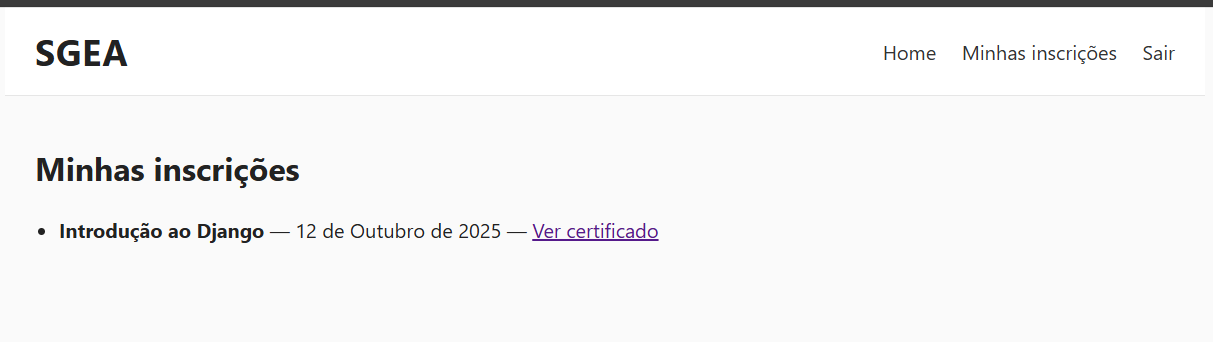 SGEA
Home Minhas inscrições Sair
Minhas inscrições
• Introdução ao Django — 12 de Outubro de 2025 — Ver certificado